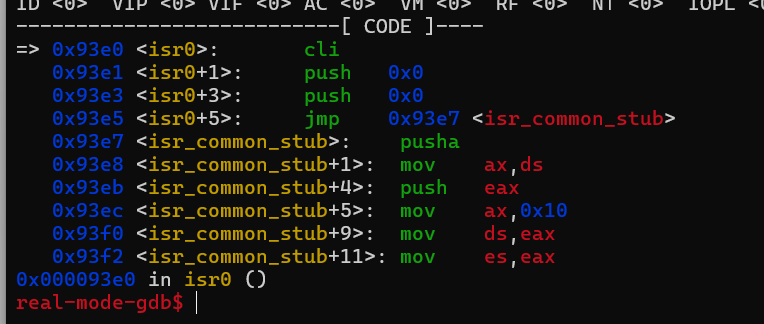 ID <0>  VIP <0> VIF <0> AC <0>  VM <0>  RF <0>  NT <0>  IOPL <0
---------------------------[ CODE ]----
=> 0x93e0 <isr0>:       cli
   0x93e1 <isr0+1>:     push   0x0
   0x93e3 <isr0+3>:     push   0x0
   0x93e5 <isr0+5>:     jmp    0x93e7 <isr_common_stub>
   0x93e7 <isr_common_stub>:    pusha
   0x93e8 <isr_common_stub+1>:  mov    ax,ds
   0x93eb <isr_common_stub+4>:  push   eax
   0x93ec <isr_common_stub+5>:  mov    ax,0x10
   0x93f0 <isr_common_stub+9>:  mov    ds,eax
   0x93f2 <isr_common_stub+11>: mov    es,eax
0x000093e0 in isr0 ()
real-mode-gdb$